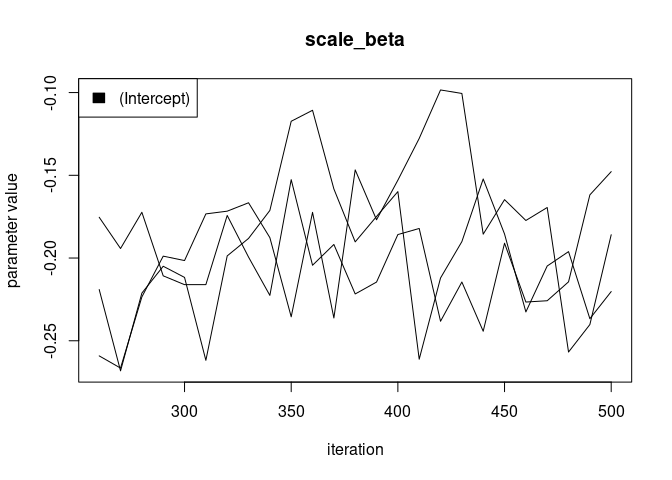 scale_beta
(Intercept)
parameter value
-0.10
-0.15
-0.20
-0.25
300
350
400
450
500
iteration